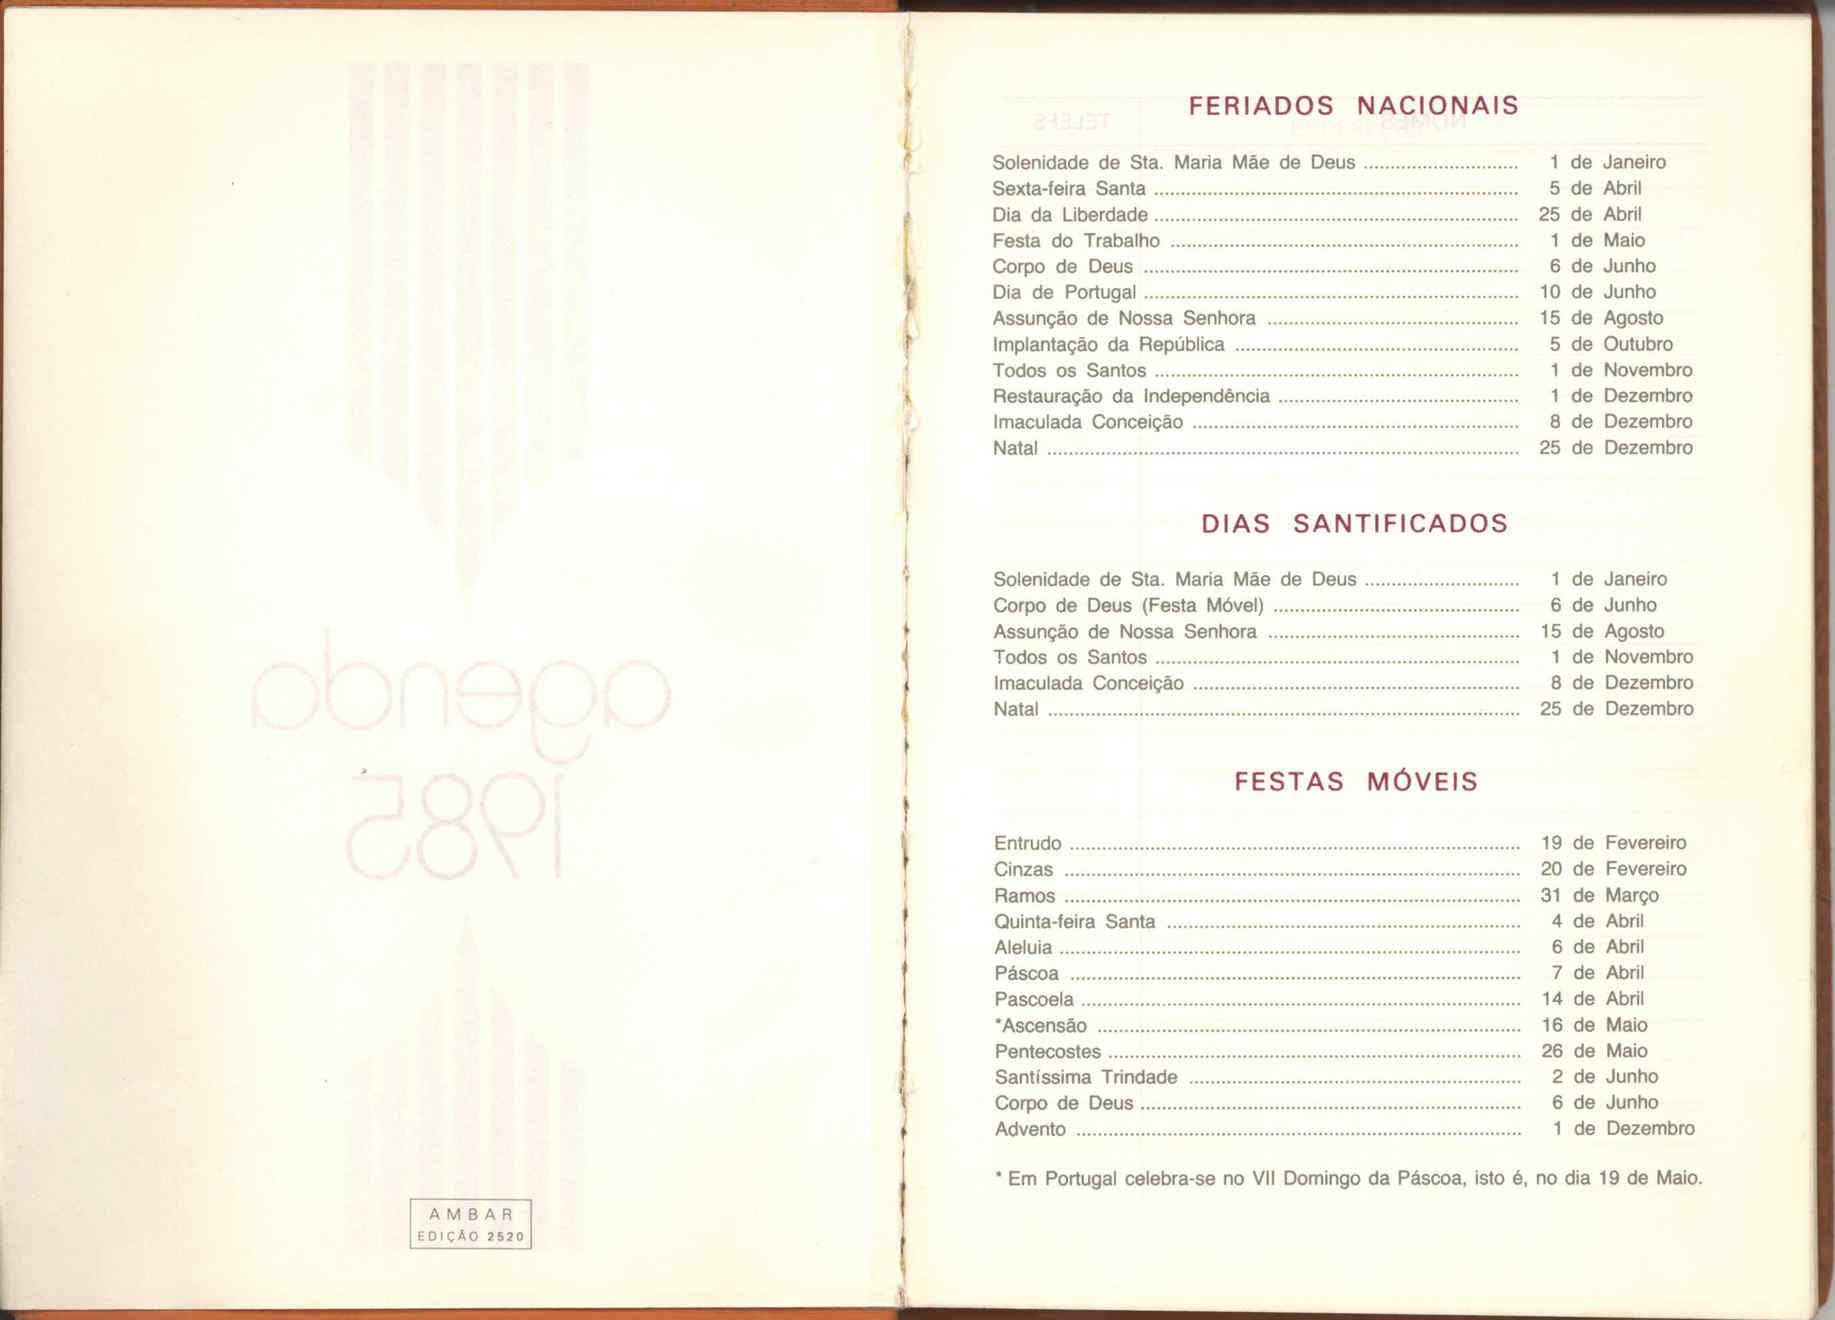 agenda
1985
AMBAR
EDIÇÃO 2520
TELEFS
NOMES
FERIADOS NACIONAIS
Solenidade de Sta. Maria Mãe de Deus ............................. 1 de Janeiro
Sexta-feira Santa ............................. 5 de Abril
Dia da Liberdade ............................. 25 de Abril
Festa do Trabalho ............................. 1 de Maio
Corpo de Deus ............................. 6 de Junho
Dia de Portugal ............................. 10 de Junho
Assunção de Nossa Senhora ............................. 15 de Agosto
Implantação da República ............................. 5 de Outubro
Todos os Santos ............................. 1 de Novembro
Restauração da Independência ............................. 1 de Dezembro
Imaculada Conceição ............................. 8 de Dezembro
Natal ............................. 25 de Dezembro
DIAS SANTIFICADOS
Solenidade de Sta. Maria Mãe de Deus ............................. 1 de Janeiro
Corpo de Deus (Festa Móvel) ............................. 6 de Junho
Assunção de Nossa Senhora ............................. 15 de Agosto
Todos os Santos ............................. 1 de Novembro
Imaculada Conceição ............................. 8 de Dezembro
Natal ............................. 25 de Dezembro
FESTAS MÓVEIS
Entrudo ............................. 19 de Fevereiro
Cinzas ............................. 20 de Fevereiro
Ramos ............................. 31 de Março
Quinta-feira Santa ............................. 4 de Abril
Aleluia ............................. 6 de Abril
Páscoa ............................. 7 de Abril
Pascoela ............................. 14 de Abril
*Ascensão ............................. 16 de Maio
Pentecostes ............................. 26 de Maio
Santíssima Trindade ............................. 2 de Junho
Corpo de Deus ............................. 6 de Junho
Advento ............................. 1 de Dezembro
* Em Portugal celebra-se no VII Domingo da Páscoa, isto é, no dia 19 de Maio.